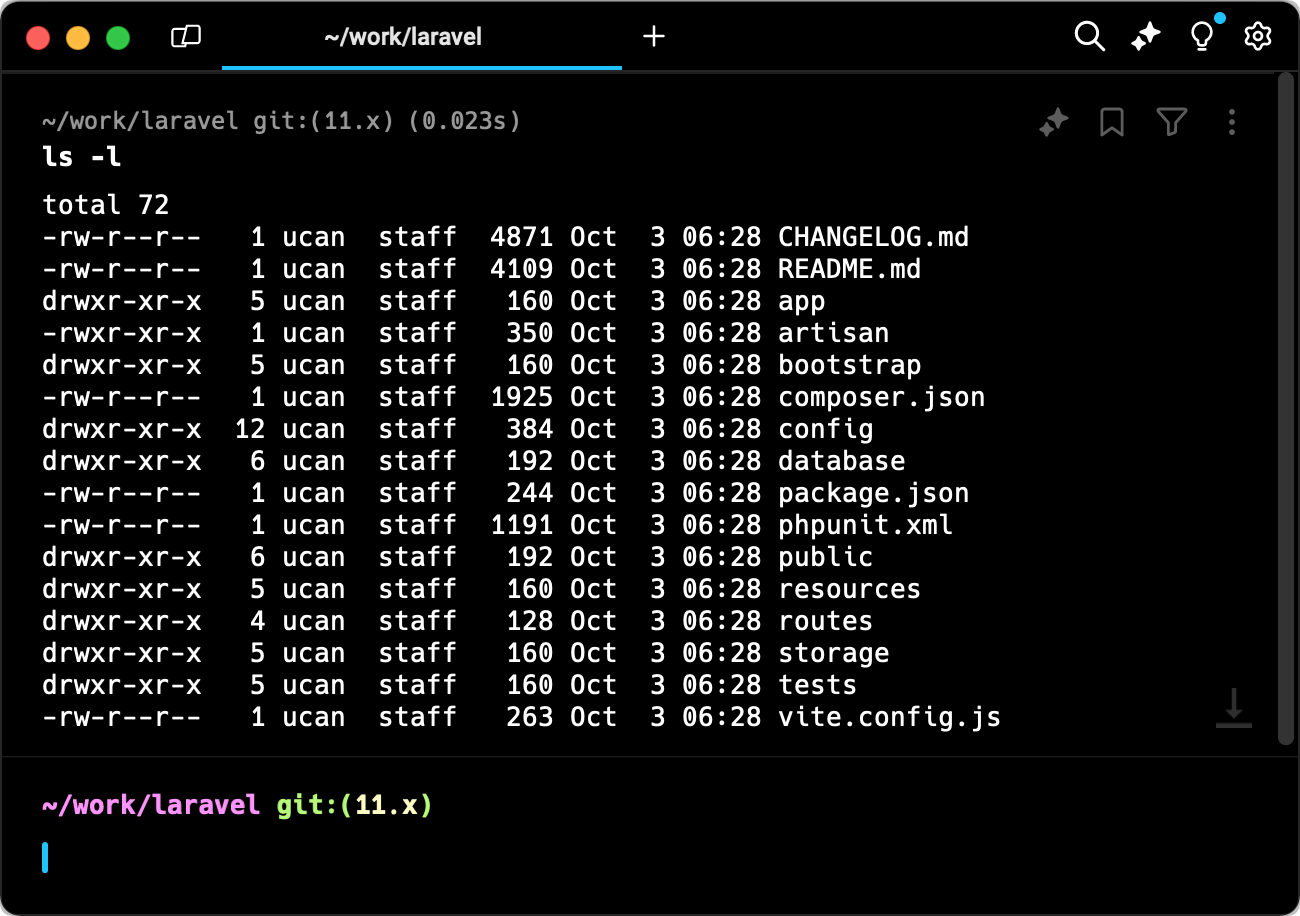 ~/work/laravel
~/work/laravel git:(11.x) (0.023s)
ls -l
total 72
-rw-r--r--   1 ucan  staff  4871 Oct  3 06:28 CHANGELOG.md
-rw-r--r--   1 ucan  staff  4109 Oct  3 06:28 README.md
drwxr-xr-x   5 ucan  staff   160 Oct  3 06:28 app
-rwxr-xr-x   1 ucan  staff   350 Oct  3 06:28 artisan
drwxr-xr-x   5 ucan  staff   160 Oct  3 06:28 bootstrap
-rw-r--r--   1 ucan  staff  1925 Oct  3 06:28 composer.json
drwxr-xr-x  12 ucan  staff   384 Oct  3 06:28 config
drwxr-xr-x   6 ucan  staff   192 Oct  3 06:28 database
-rw-r--r--   1 ucan  staff   244 Oct  3 06:28 package.json
-rw-r--r--   1 ucan  staff  1191 Oct  3 06:28 phpunit.xml
drwxr-xr-x   6 ucan  staff   192 Oct  3 06:28 public
drwxr-xr-x   5 ucan  staff   160 Oct  3 06:28 resources
drwxr-xr-x   4 ucan  staff   128 Oct  3 06:28 routes
drwxr-xr-x   5 ucan  staff   160 Oct  3 06:28 storage
drwxr-xr-x   5 ucan  staff   160 Oct  3 06:28 tests
-rw-r--r--   1 ucan  staff   263 Oct  3 06:28 vite.config.js
~/work/laravel git:(11.x)